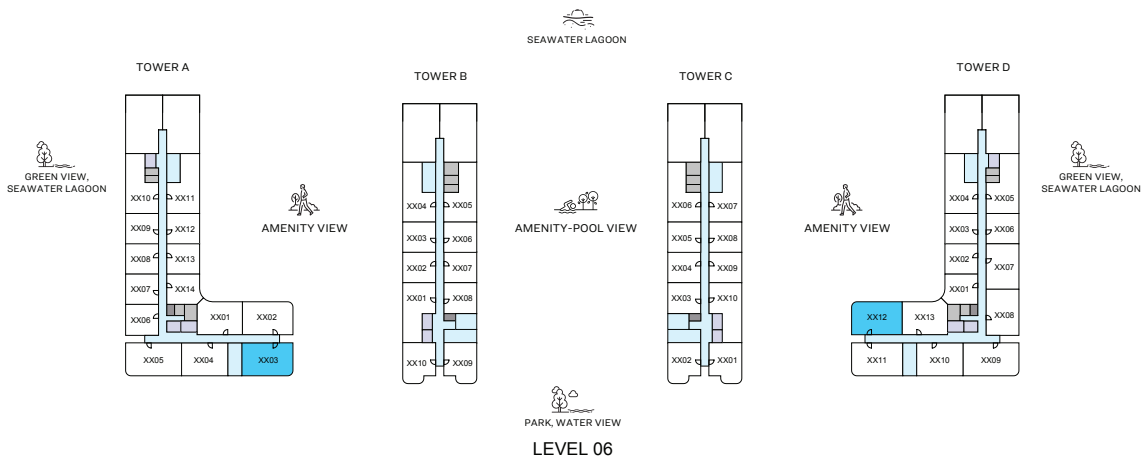 SEAWATER LAGOON
TOWER A
TOWER B
TOWER C
TOWER D
GREEN VIEW,
SEAWATER LAGOON
AMENITY VIEW
AMENITY-POOL VIEW
AMENITY VIEW
GREEN VIEW,
SEAWATER LAGOON
XX10 XX11
XX09 XX12
XX08 XX13
XX07 XX14
XX06 XX01 XX02
XX05 XX04 XX03
XX04 XX05
XX03 XX06
XX02 XX07
XX01 XX08
XX10 XX09
XX06 XX07
XX05 XX08
XX04 XX09
XX03 XX10
XX02 XX01
XX04 XX05
XX03 XX06
XX02 XX07
XX01
XX12 XX13 XX08
XX11 XX10 XX09
PARK, WATER VIEW
LEVEL 06